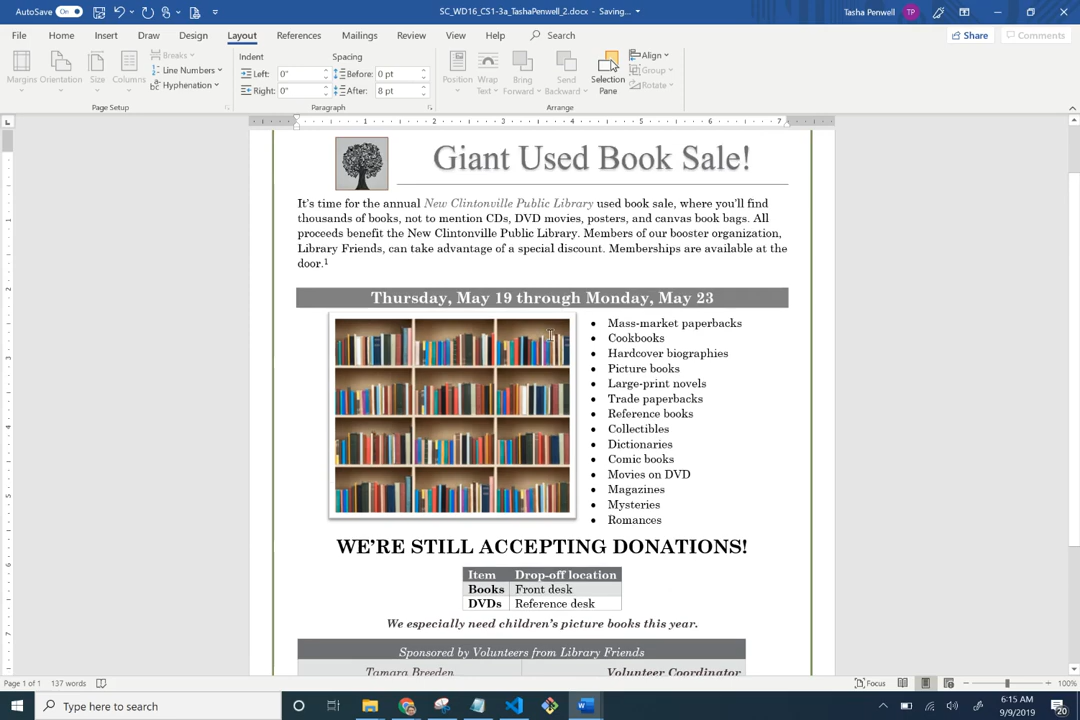 AutoSave On SC_WD16_CS1-3a_TashaPenwell_2.docx - Saving... Tasha Penwell TP
File Home Insert Draw Design Layout References Mailings Review View Help Search Share Comments
Margins Orientation Size Columns Breaks Line Numbers Hyphenation
Page Setup
Indent Spacing
Left: 0" Before: 0 pt
Right: 0" After: 8 pt
Paragraph
Position Wrap Text Bring Forward Send Backward Selection Pane Align Group Rotate
Arrange
1 2 3 4 5 6 7
Giant Used Book Sale!
It's time for the annual New Clintonville Public Library used book sale, where you'll find
thousands of books, not to mention CDs, DVD movies, posters, and canvas book bags. All
proceeds benefit the New Clintonville Public Library. Members of our booster organization,
Library Friends, can take advantage of a special discount. Memberships are available at the
door.1
Thursday, May 19 through Monday, May 23
• Mass-market paperbacks
• Cookbooks
• Hardcover biographies
• Picture books
• Large-print novels
• Trade paperbacks
• Reference books
• Collectibles
• Dictionaries
• Comic books
• Movies on DVD
• Magazines
• Mysteries
• Romances
WE'RE STILL ACCEPTING DONATIONS!
Item Drop-off location
Books Front desk
DVDs Reference desk
We especially need children's picture books this year.
Sponsored by Volunteers from Library Friends
Tamara Breeden Volunteer Coordinator
Page 1 of 1 137 words Focus 100%
Type here to search 6:15 AM
9/9/2019 20